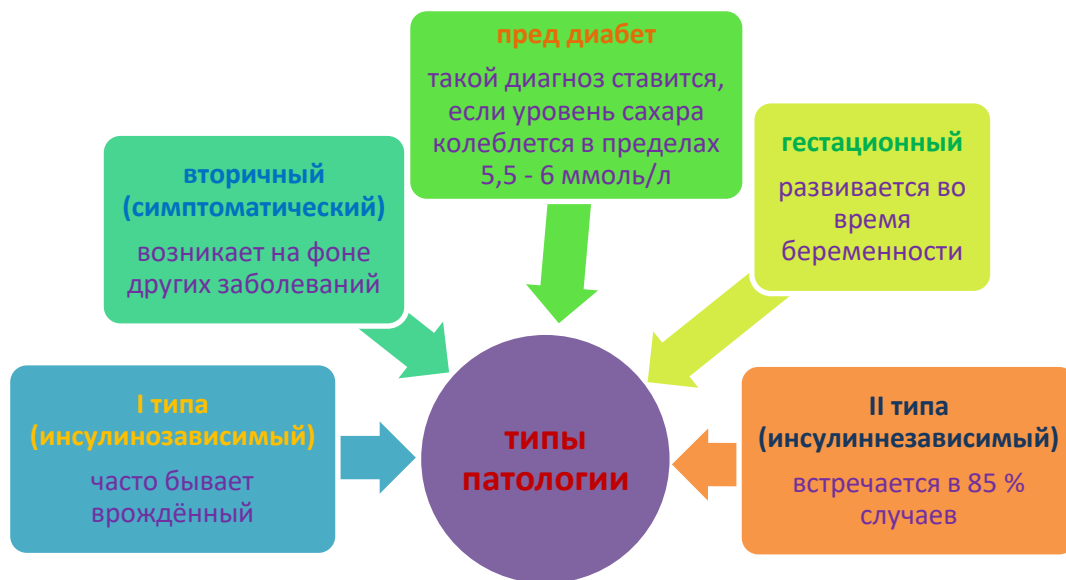 пред диабет
такой диагноз ставится,
если уровень сахара
колеблется в пределах
5,5 - 6 ммоль/л
вторичный
(симптоматический)
возникает на фоне
других заболеваний
гестационный
развивается во
время
беременности
I типа
(инсулинозависимый)
часто бывает
врождённый
типы
патологии
II типа
(инсулиннезависимый)
встречается в 85 %
случаев